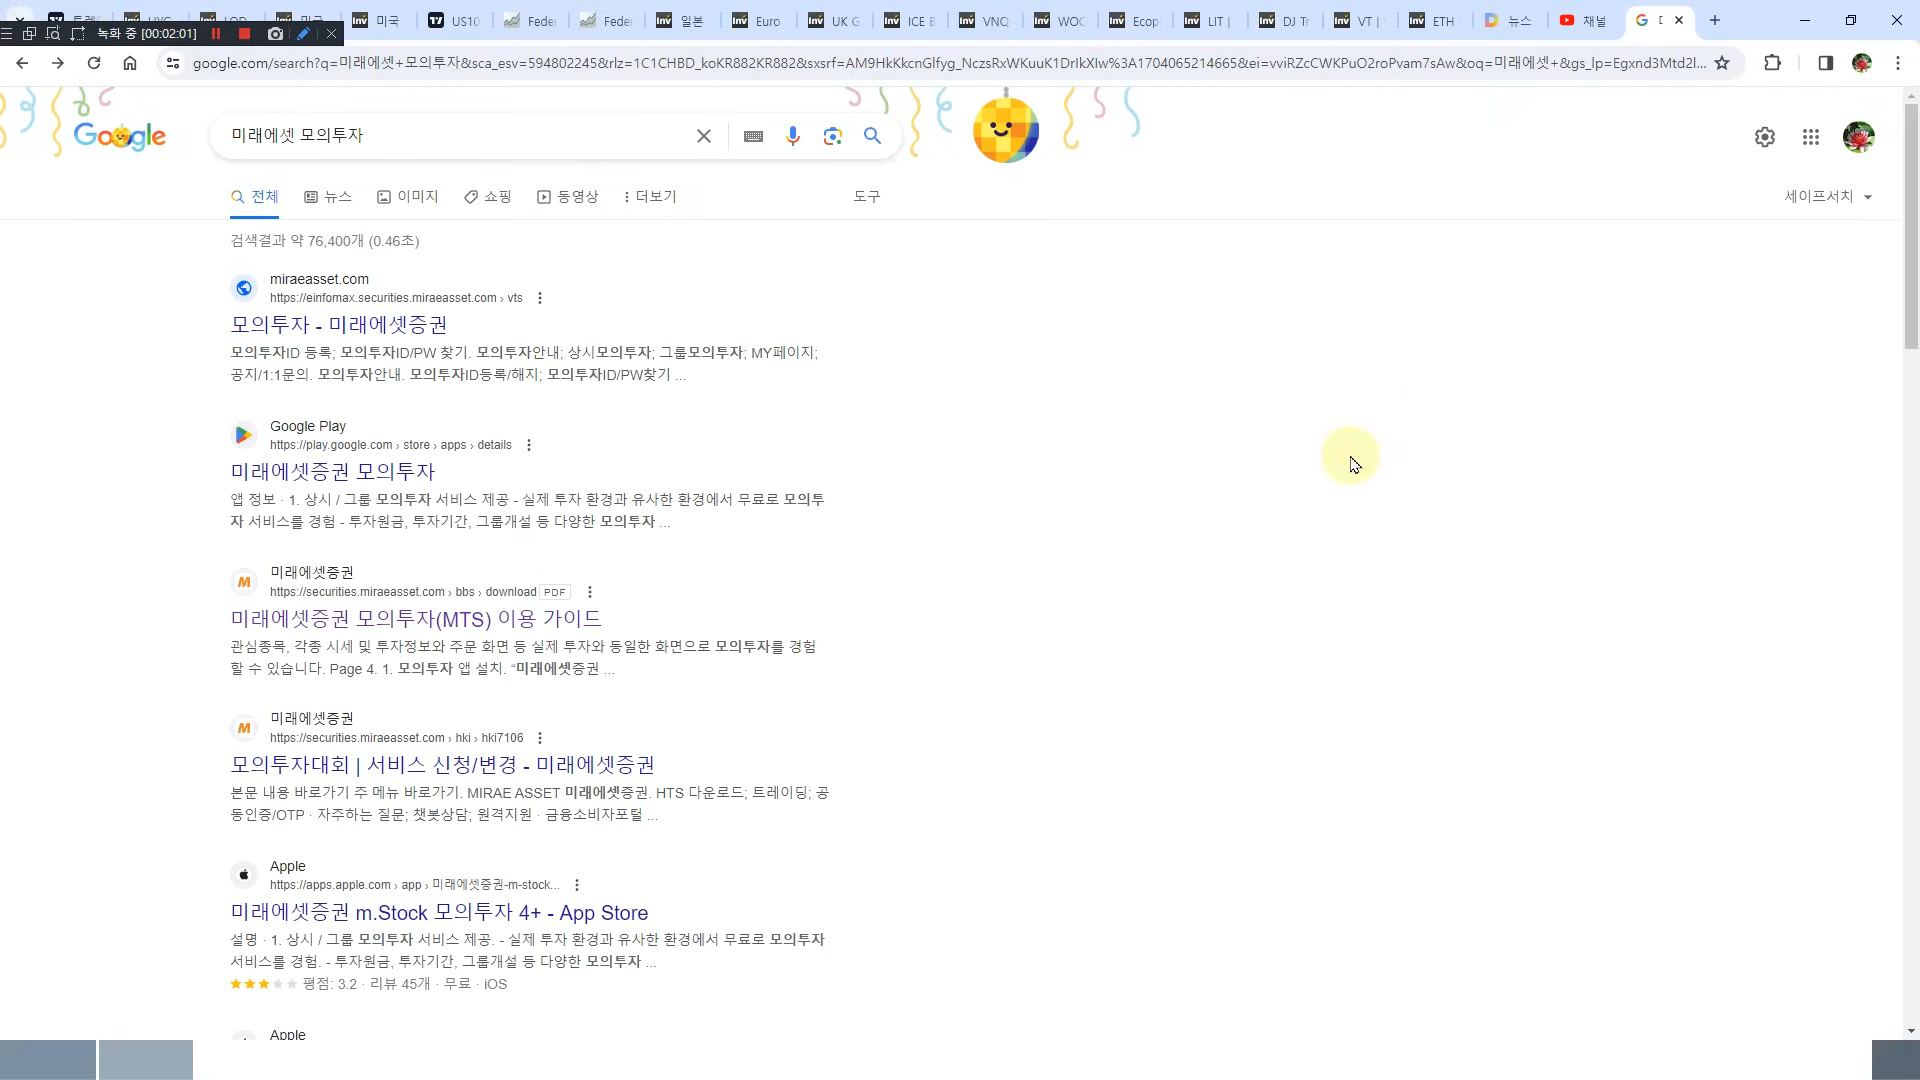 미국
US10
Fede
Fede
일본
Euro
UK G
ICE B
VNQ
WOC
Ecop
LIT |
DJ Tr
VT |
ETH
뉴스
채널
녹화 중 [00:02:01]
google.com/search?q=미래에셋+모의투자&sca_esv=594802245&rlz=1C1CHBD_koKR882KR882&sxsrf=AM9HkKkcnGlfyg_NczsRxWKuuK1DrIkXIw%3A1704065214665&ei=vviRZcCWKPuO2roPvam7sAw&oq=미래에셋+&gs_lp=Egxnd3Mtd2l...
Google
미래에셋 모의투자
전체
뉴스
이미지
쇼핑
동영상
더보기
도구
세이프서치
검색결과 약 76,400개 (0.46초)
miraeasset.com
https://einfomax.securities.miraeasset.com › vts
모의투자 - 미래에셋증권
모의투자ID 등록; 모의투자ID/PW 찾기. 모의투자안내; 상시모의투자; 그룹모의투자; MY페이지;
공지/1:1문의. 모의투자안내. 모의투자ID등록/해지; 모의투자ID/PW찾기 ...
Google Play
https://play.google.com › store › apps › details
미래에셋증권 모의투자
앱 정보 · 1. 상시 / 그룹 모의투자 서비스 제공 - 실제 투자 환경과 유사한 환경에서 무료로 모의투
자 서비스를 경험 - 투자원금, 투자기간, 그룹개설 등 다양한 모의투자 ...
미래에셋증권
https://securities.miraeasset.com › bbs › download PDF
미래에셋증권 모의투자(MTS) 이용 가이드
관심종목, 각종 시세 및 투자정보와 주문 화면 등 실제 투자와 동일한 화면으로 모의투자를 경험
할 수 있습니다. Page 4. 1. 모의투자 앱 설치. “미래에셋증권 ...
미래에셋증권
https://securities.miraeasset.com › hki › hki7106
모의투자대회 | 서비스 신청/변경 - 미래에셋증권
본문 내용 바로가기 주 메뉴 바로가기. MIRAE ASSET 미래에셋증권. HTS 다운로드; 트레이딩; 공
동인증/OTP · 자주하는 질문; 챗봇상담; 원격지원 · 금융소비자포털 ...
Apple
https://apps.apple.com › app › 미래에셋증권-m-stock...
미래에셋증권 m.Stock 모의투자 4+ - App Store
설명 · 1. 상시 / 그룹 모의투자 서비스 제공. - 실제 투자 환경과 유사한 환경에서 무료로 모의투자
서비스를 경험. - 투자원금, 투자기간, 그룹개설 등 다양한 모의투자 ...
평점: 3.2 · 리뷰 45개 · 무료 · iOS
Apple